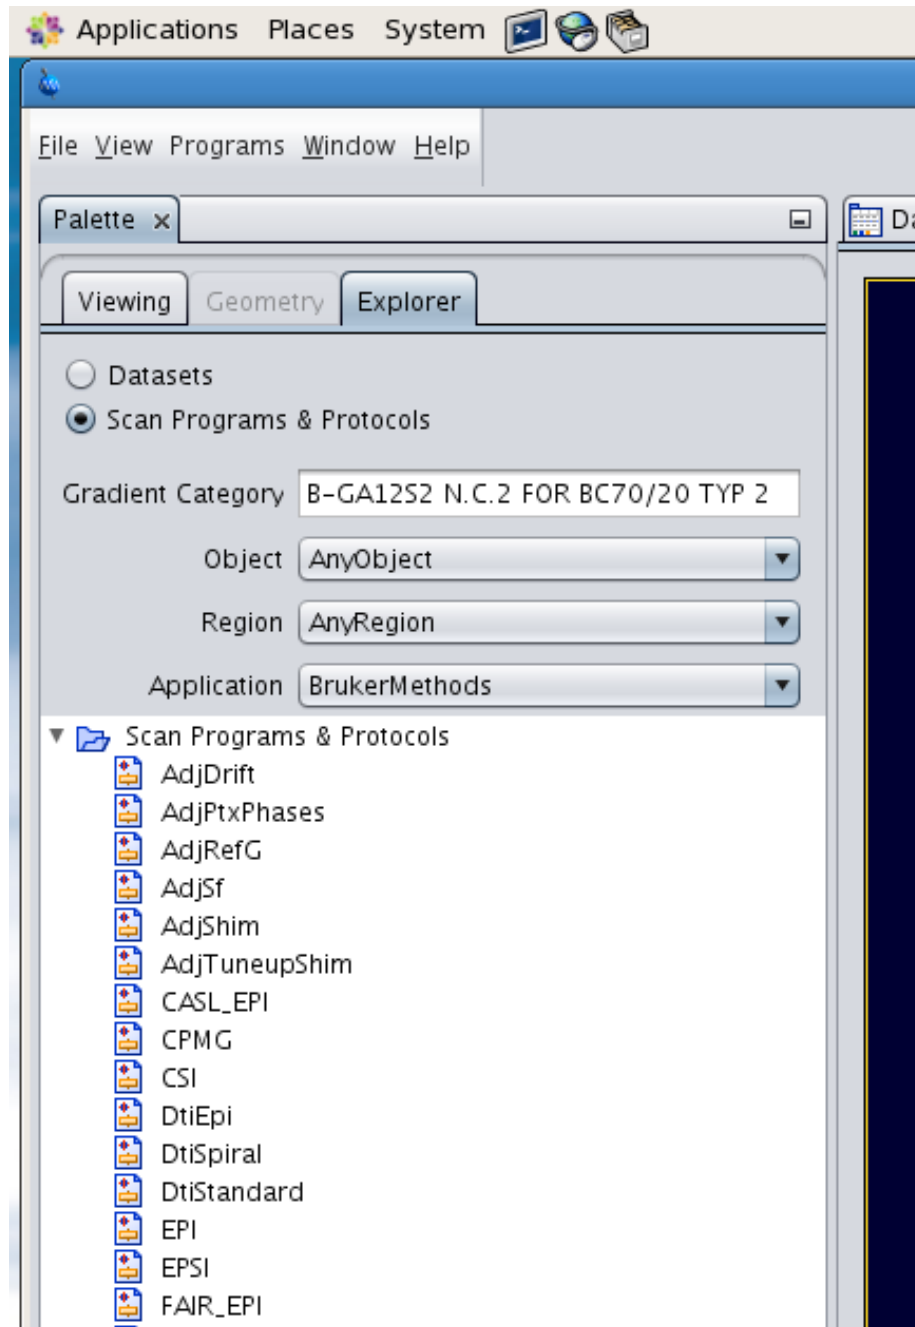 Applications Places System
File View Programs Window Help
Palette
Viewing Geometry Explorer
Datasets
Scan Programs & Protocols
Gradient Category B-GA12S2 N.C.2 FOR BC70/20 TYP 2
Object AnyObject
Region AnyRegion
Application BrukerMethods
Scan Programs & Protocols
AdjDrift
AdjPtxPhases
AdjRefG
AdjSf
AdjShim
AdjTuneupShim
CASL_EPI
CPMG
CSI
DtiEpi
DtiSpiral
DtiStandard
EPI
EPSI
FAIR_EPI